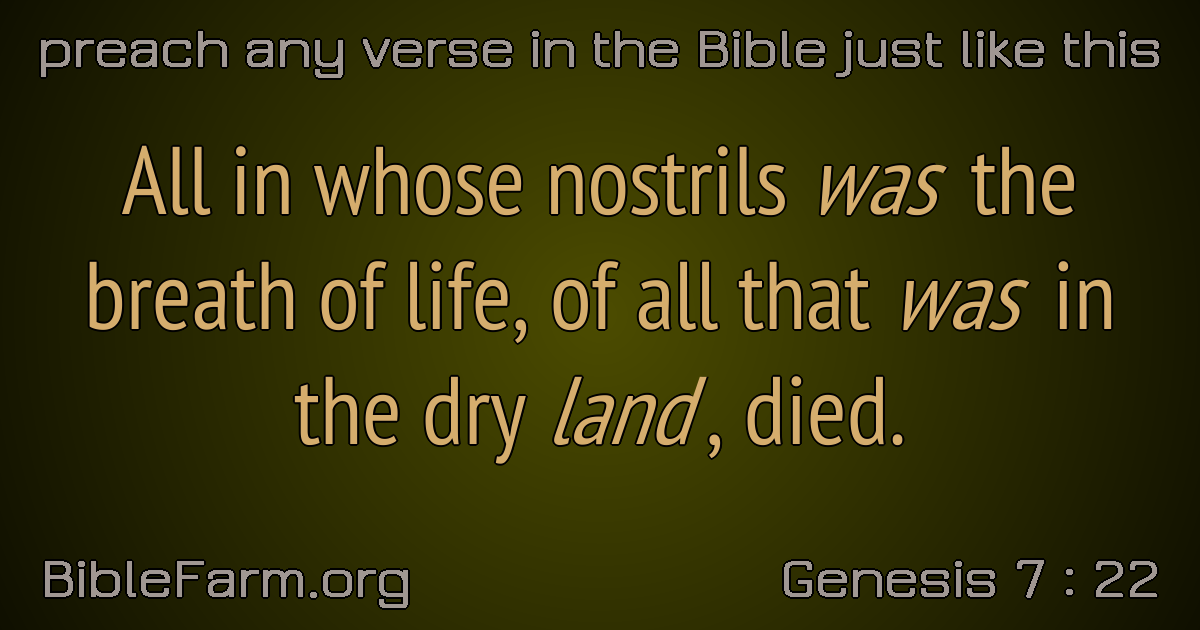 preach any verse in the Bible just like this
All in whose nostrils was the
breath of life, of all that was in
the dry land, died.
BibleFarm.org
Genesis 7 : 22